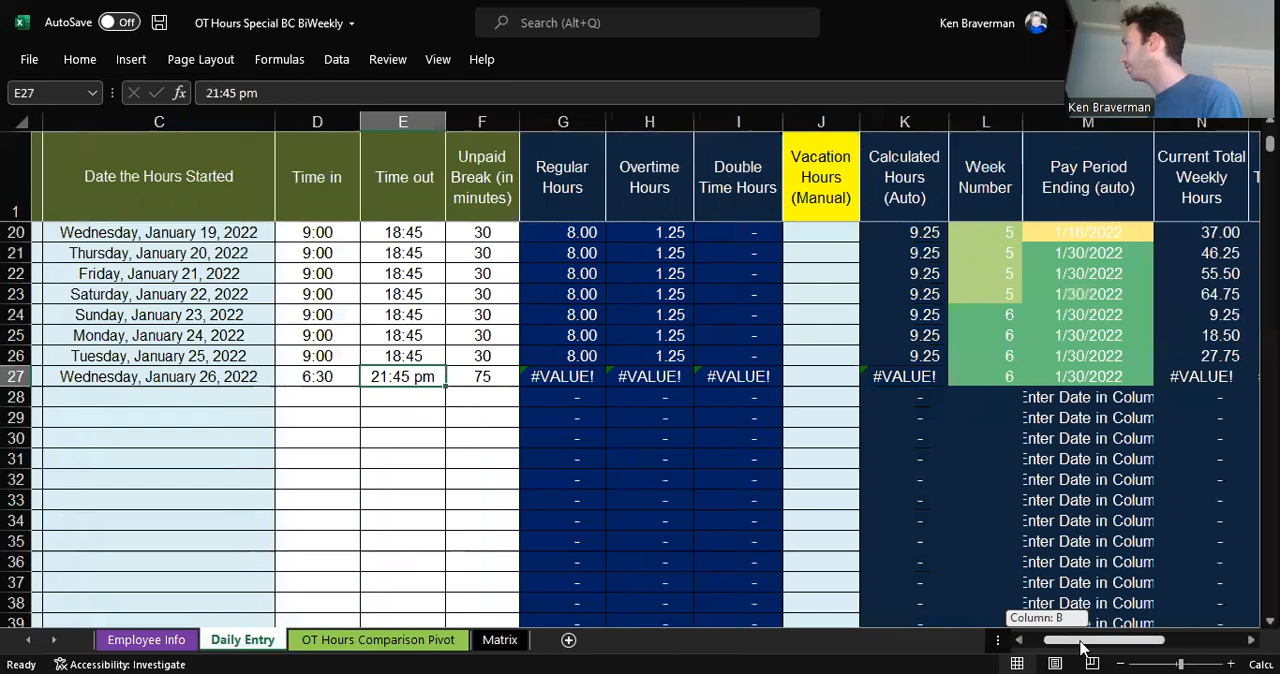 AutoSave Off OT Hours Special BC BiWeekly Search (Alt+Q) Ken Braverman
File Home Insert Page Layout Formulas Data Review View Help
Ken Braverman
E27 fx 21:45 pm
C D E F G H I J K L M N
1 Date the Hours Started Time in Time out Unpaid Break (in minutes) Regular Hours Overtime Hours Double Time Hours Vacation Hours (Manual) Calculated Hours (Auto) Week Number Pay Period Ending (auto) Current Total Weekly Hours
20 Wednesday, January 19, 2022 9:00 18:45 30 8.00 1.25 - 9.25 5 1/16/2022 37.00
21 Thursday, January 20, 2022 9:00 18:45 30 8.00 1.25 - 9.25 5 1/30/2022 46.25
22 Friday, January 21, 2022 9:00 18:45 30 8.00 1.25 - 9.25 5 1/30/2022 55.50
23 Saturday, January 22, 2022 9:00 18:45 30 8.00 1.25 - 9.25 5 1/30/2022 64.75
24 Sunday, January 23, 2022 9:00 18:45 30 8.00 1.25 - 9.25 6 1/30/2022 9.25
25 Monday, January 24, 2022 9:00 18:45 30 8.00 1.25 - 9.25 6 1/30/2022 18.50
26 Tuesday, January 25, 2022 9:00 18:45 30 8.00 1.25 - 9.25 6 1/30/2022 27.75
27 Wednesday, January 26, 2022 6:30 21:45 pm 75 #VALUE! #VALUE! #VALUE! #VALUE! 6 1/30/2022 #VALUE!
28 - - - - - Enter Date in Colum -
29 - - - - - Enter Date in Colum -
30 - - - - - Enter Date in Colum -
31 - - - - - Enter Date in Colum -
32 - - - - - Enter Date in Colum -
33 - - - - - Enter Date in Colum -
34 - - - - - Enter Date in Colum -
35 - - - - - Enter Date in Colum -
36 - - - - - Enter Date in Colum -
37 - - - - - Enter Date in Colum -
38 - - - - - Enter Date in Colum -
39
Column: B
Employee Info Daily Entry OT Hours Comparison Pivot Matrix
Ready Accessibility: Investigate